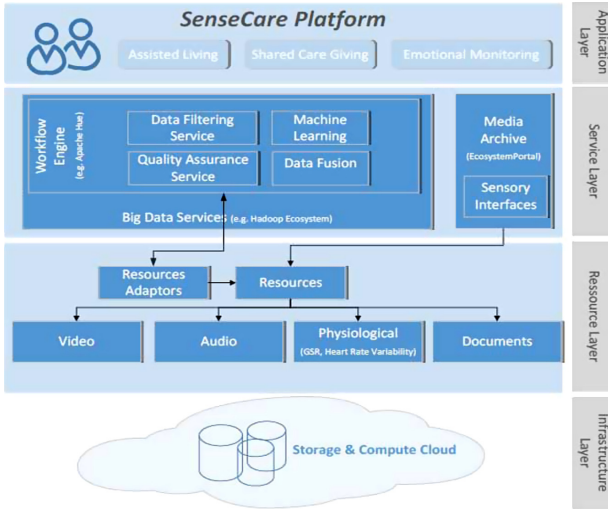 SenseCare Platform
Assisted Living
Shared Care Giving
Emotional Monitoring
Application
Layer
Workflow
Engine
(e.g. Apache Hue)
Data Filtering
Service
Machine
Learning
Quality Assurance
Service
Data Fusion
Big Data Services (e.g. Hadoop Ecosystem)
Media
Archive
(EcosystemPortal)
Sensory
Interfaces
Service Layer
Resources
Adaptors
Resources
Video
Audio
Physiological
(GSR, Heart Rate Variability)
Documents
Ressource Layer
Storage & Compute Cloud
Infrastructure
Layer